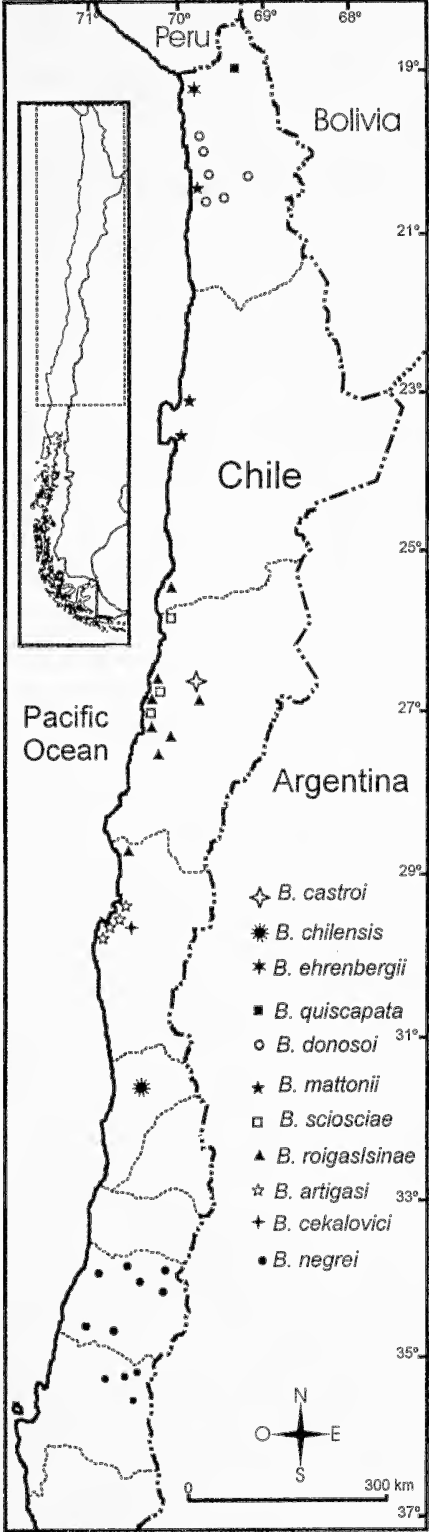 71° 70° 69° 68°
Peru
19°
Bolivia
21°
23°
Chile
25°
Pacific
Ocean
27°
Argentina
29°
B. castroi
B. chilensis
B. ehrenbergii
B. quiscapata
31°
B. donosoi
B. mattonii
B. sciosciae
B. roigaslsinae
B. artigasi
33°
B. cekalovici
B. negrei
35°
N
O E
S
0 300 km
37°